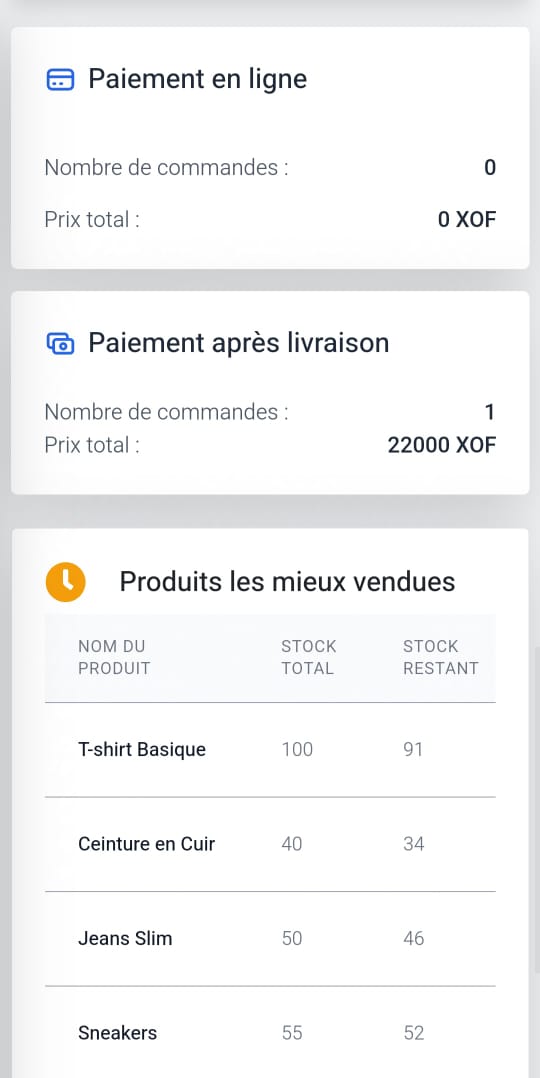 Paiement en ligne
Nombre de commandes : 0
Prix total : 0 XOF
Paiement après livraison
Nombre de commandes : 1
Prix total : 22000 XOF
Produits les mieux vendues
NOM DU PRODUIT STOCK TOTAL STOCK RESTANT
T-shirt Basique 100 91
Ceinture en Cuir 40 34
Jeans Slim 50 46
Sneakers 55 52